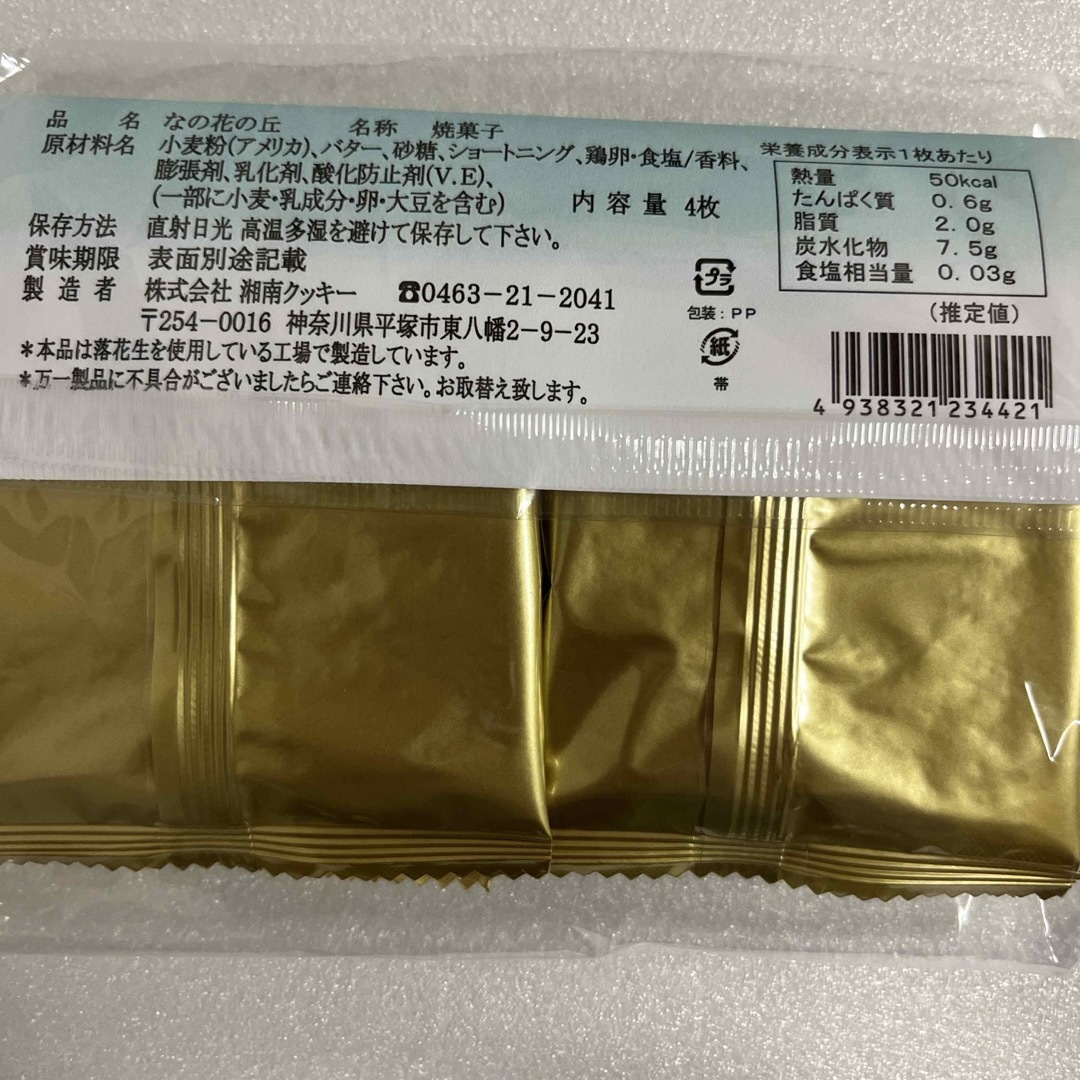 品　名　なの花の丘　　名称　焼菓子
原材料名　小麦粉(アメリカ)、バター、砂糖、ショートニング、鶏卵・食塩/香料、
膨張剤、乳化剤、酸化防止剤(V.E)、
(一部に小麦・乳成分・卵・大豆を含む)　　内容量　4枚
保存方法　直射日光 高温多湿を避けて保存して下さい。
賞味期限　表面別途記載
製造者　株式会社 湘南クッキー　☎0463-21-2041
〒254-0016 神奈川県平塚市東八幡2-9-23
*本品は落花生を使用している工場で製造しています。
*万一製品に不具合がございましたらご連絡下さい。お取替え致します。
栄養成分表示1枚あたり
熱量　50kcal
たんぱく質　0.6g
脂質　2.0g
炭水化物　7.5g
食塩相当量　0.03g
(推定値)
プラ
包装：PP
紙
帯
4 938321 234421